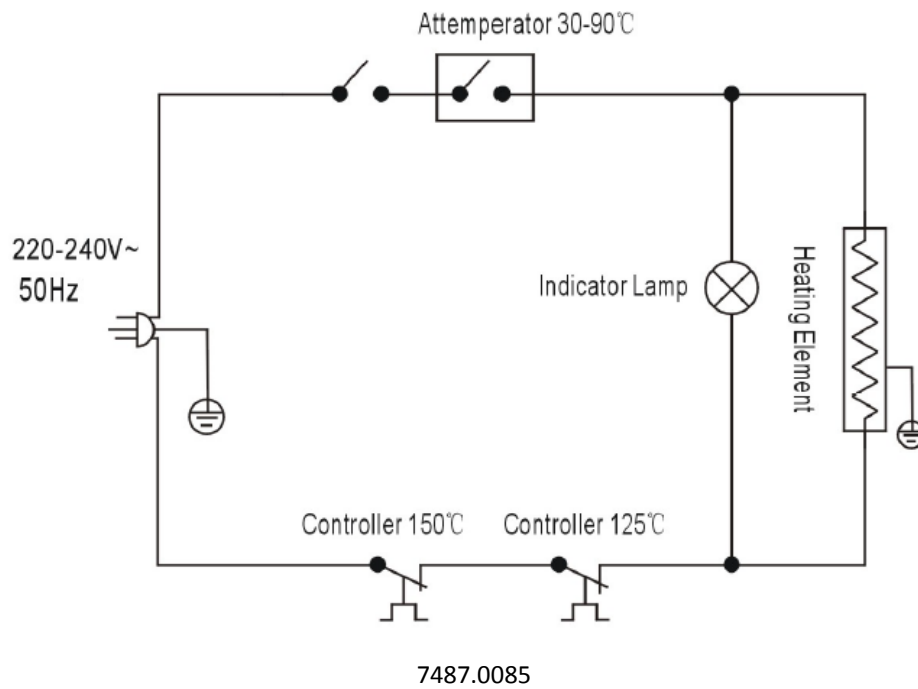 Attemperator 30-90℃
220-240V~
50Hz
Indicator Lamp
Heating Element
Controller 150℃
Controller 125℃
7487.0085